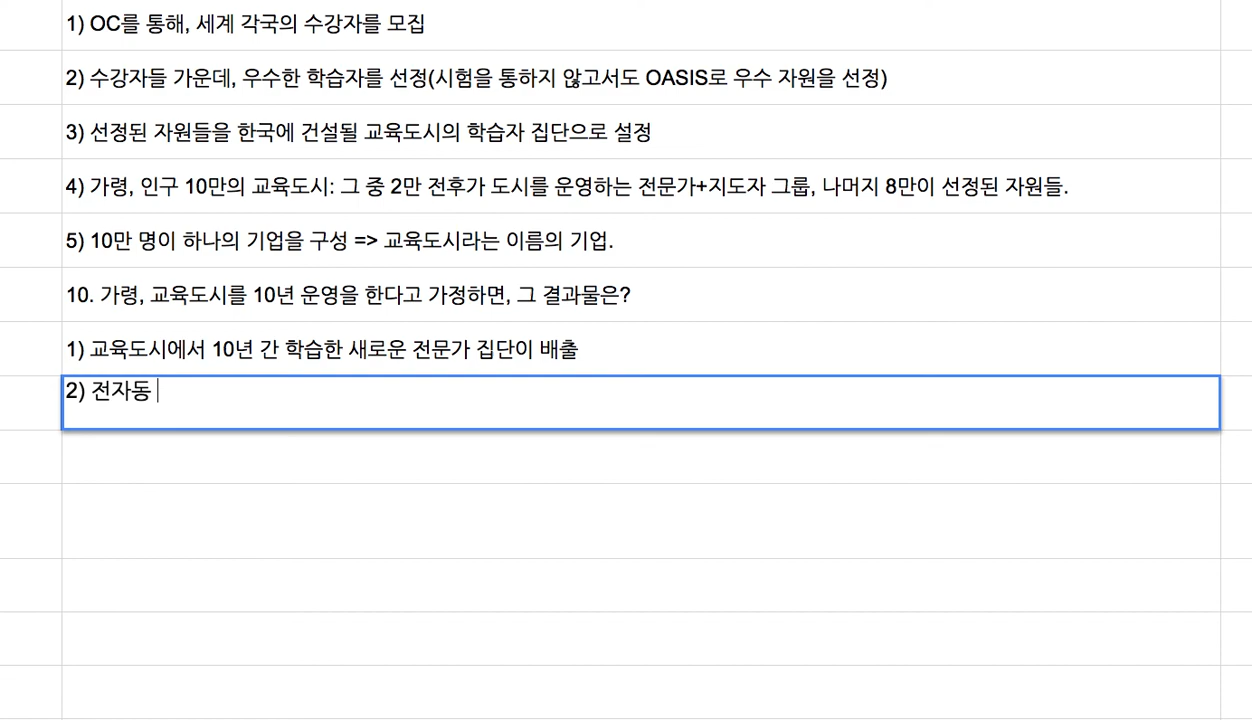 1) OC를 통해, 세계 각국의 수강자를 모집
2) 수강자들 가운데, 우수한 학습자를 선정(시험을 통하지 않고서도 OASIS로 우수 자원을 선정)
3) 선정된 자원들을 한국에 건설될 교육도시의 학습자 집단으로 설정
4) 가령, 인구 10만의 교육도시: 그 중 2만 전후가 도시를 운영하는 전문가+지도자 그룹, 나머지 8만이 선정된 자원들.
5) 10만 명이 하나의 기업을 구성 => 교육도시라는 이름의 기업.
10. 가령, 교육도시를 10년 운영을 한다고 가정하면, 그 결과물은?
1) 교육도시에서 10년 간 학습한 새로운 전문가 집단이 배출
2) 전자동